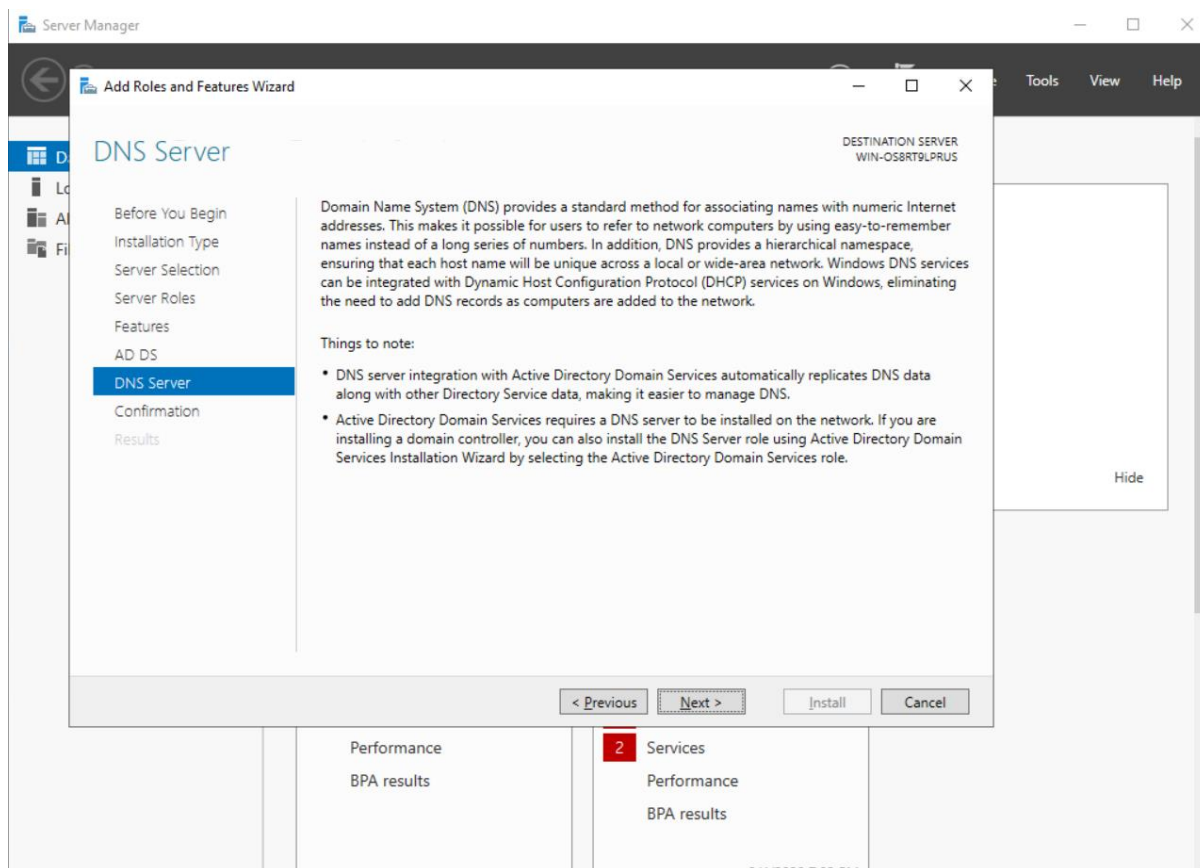 Server Manager
Tools View Help
Add Roles and Features Wizard
DNS Server
DESTINATION SERVER
WIN-OS8RT9LPRUS
Before You Begin
Installation Type
Server Selection
Server Roles
Features
AD DS
DNS Server
Confirmation
Results
Domain Name System (DNS) provides a standard method for associating names with numeric Internet
addresses. This makes it possible for users to refer to network computers by using easy-to-remember
names instead of a long series of numbers. In addition, DNS provides a hierarchical namespace,
ensuring that each host name will be unique across a local or wide-area network. Windows DNS services
can be integrated with Dynamic Host Configuration Protocol (DHCP) services on Windows, eliminating
the need to add DNS records as computers are added to the network.
Things to note:
• DNS server integration with Active Directory Domain Services automatically replicates DNS data
along with other Directory Service data, making it easier to manage DNS.
• Active Directory Domain Services requires a DNS server to be installed on the network. If you are
installing a domain controller, you can also install the DNS Server role using Active Directory Domain
Services Installation Wizard by selecting the Active Directory Domain Services role.
Hide
< Previous Next > Install Cancel
Performance
BPA results
2 Services
Performance
BPA results